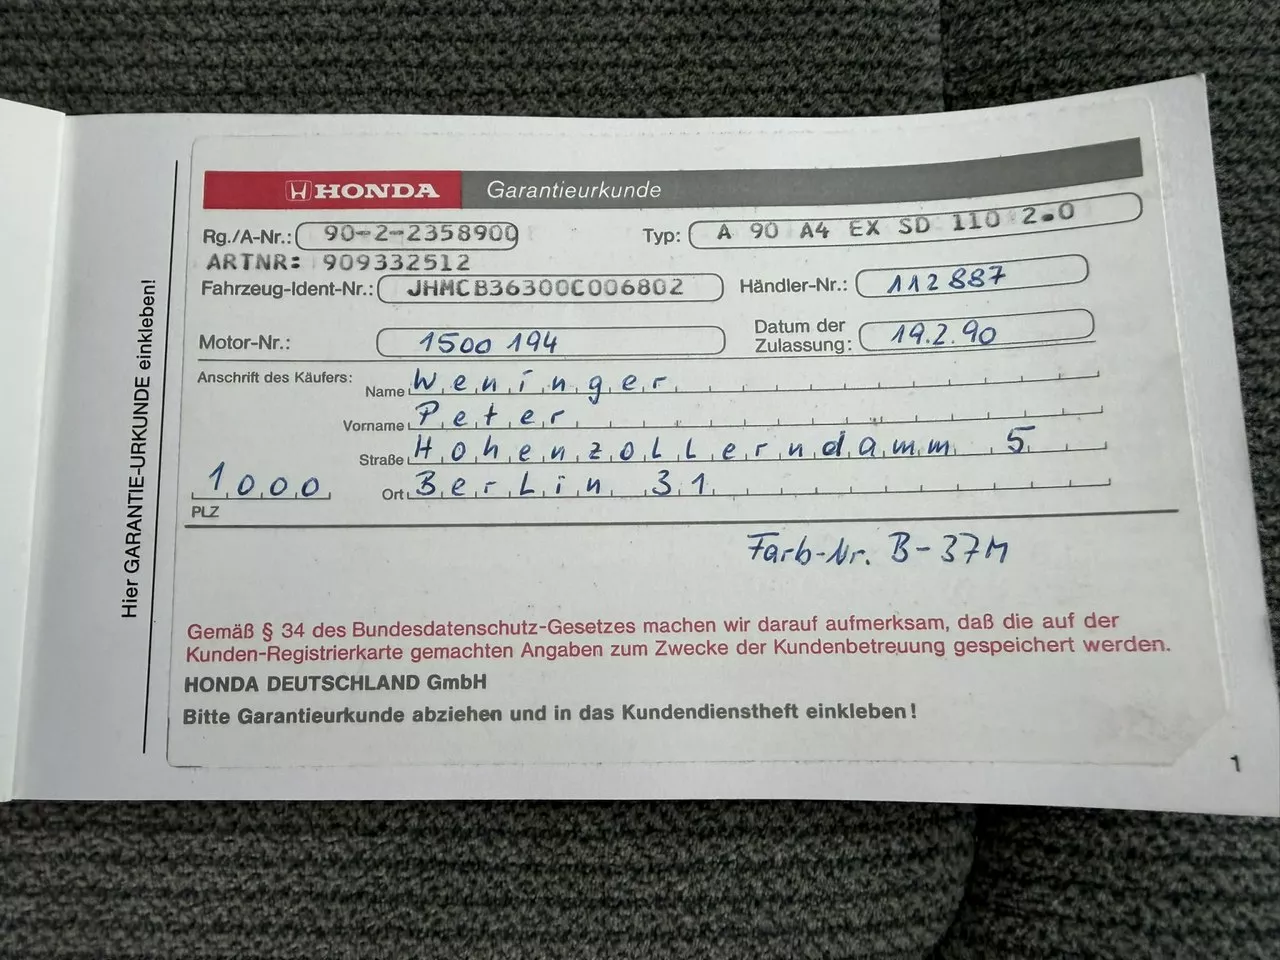 HONDA Garantieurkunde
Rg./A-Nr.: 90-2-2358900 Typ: A 90 A4 EX SD 110 2.0
ARTNR: 909332512
Fahrzeug-Ident-Nr.: JHMCB36300C006802 Händler-Nr.: 112887
Motor-Nr.: 1500 194 Datum der Zulassung: 19.2.90
Anschrift des Käufers: Name Weninger
Vorname Peter
Straße Hohenzollerndamm 5
1000 Ort Berlin 31
PLZ
Farb-Nr. B-37M
Gemäß § 34 des Bundesdatenschutz-Gesetzes machen wir darauf aufmerksam, daß die auf der
Kunden-Registrierkarte gemachten Angaben zum Zwecke der Kundenbetreuung gespeichert werden.
HONDA DEUTSCHLAND GmbH
Bitte Garantieurkunde abziehen und in das Kundendienstheft einkleben!
Hier GARANTIE-URKUNDE einkleben!
1